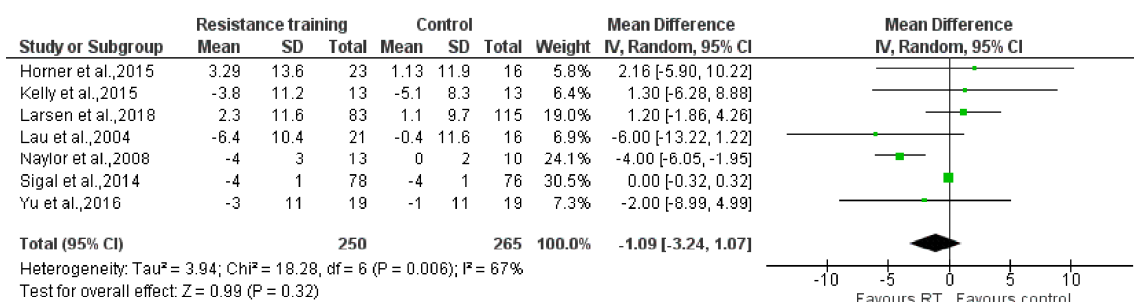 Resistance training Control Mean Difference Mean Difference
Study or Subgroup Mean SD Total Mean SD Total Weight IV, Random, 95% CI IV, Random, 95% CI
Horner et al.,2015 3.29 13.6 23 1.13 11.9 16 5.8% 2.16 [-5.90, 10.22]
Kelly et al.,2015 -3.8 11.2 13 -5.1 8.3 13 6.4% 1.30 [-6.28, 8.88]
Larsen et al.,2018 2.3 11.6 83 1.1 9.7 115 19.0% 1.20 [-1.86, 4.26]
Lau et al.,2004 -6.4 10.4 21 -0.4 11.6 16 6.9% -6.00 [-13.22, 1.22]
Naylor et al.,2008 -4 3 13 0 2 10 24.1% -4.00 [-6.05, -1.95]
Sigal et al.,2014 -4 1 78 -4 1 76 30.5% 0.00 [-0.32, 0.32]
Yu et al.,2016 -3 11 19 -1 11 19 7.3% -2.00 [-8.99, 4.99]
Total (95% CI) 250 265 100.0% -1.09 [-3.24, 1.07]
Heterogeneity: Tau² = 3.94; Chi² = 18.28, df = 6 (P = 0.006); I² = 67%
Test for overall effect: Z = 0.99 (P = 0.32)
-10 -5 0 5 10
Favours RT Favours control